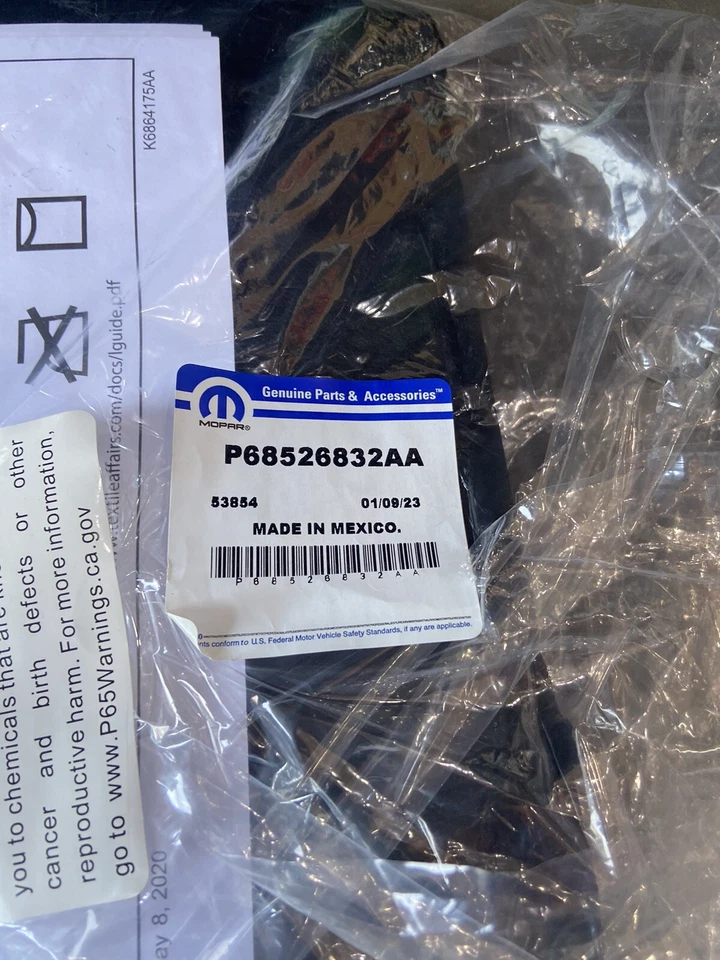 K6864175AA
w.textileaffairs.com/docs/lguide.pdf
ay 8, 2020
Genuine Parts & Accessories™
MOPAR®
P68526832AA
53854 01/09/23
MADE IN MEXICO.
P68526832AA
nts conform to U.S. Federal Motor Vehicle Safety Standards, if any are applicable.
you to chemicals that are
cancer and birth defects or other
reproductive harm. For more information,
go to www.P65Warnings.ca.gov